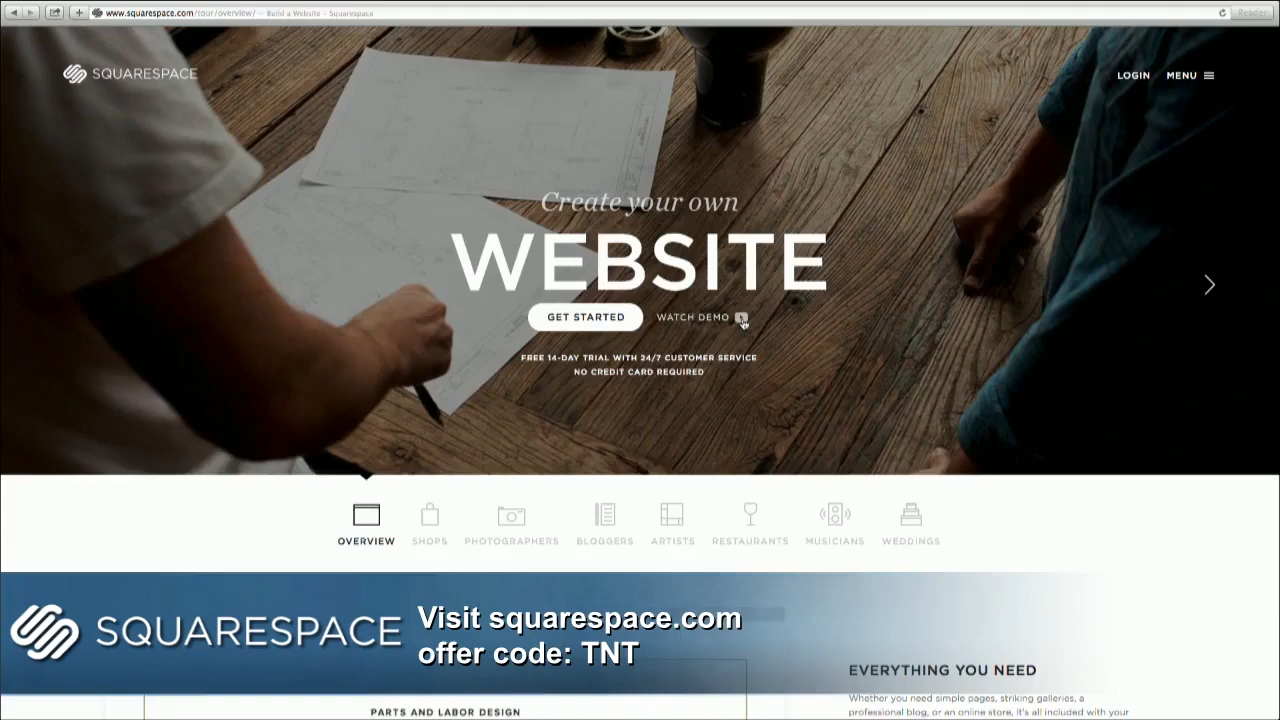 www.squarespace.com/tour/overview/ — Build a Website – Squarespace
Reader
SQUARESPACE
LOGIN MENU
Create your own
WEBSITE
GET STARTED WATCH DEMO
FREE 14-DAY TRIAL WITH 24/7 CUSTOMER SERVICE
NO CREDIT CARD REQUIRED
OVERVIEW SHOPS PHOTOGRAPHERS BLOGGERS ARTISTS RESTAURANTS MUSICIANS WEDDINGS
SQUARESPACE
Visit squarespace.com
offer code: TNT
EVERYTHING YOU NEED
Whether you need simple pages, striking galleries, a
professional blog, or an online store, it's all included with your
PARTS AND LABOR DESIGN